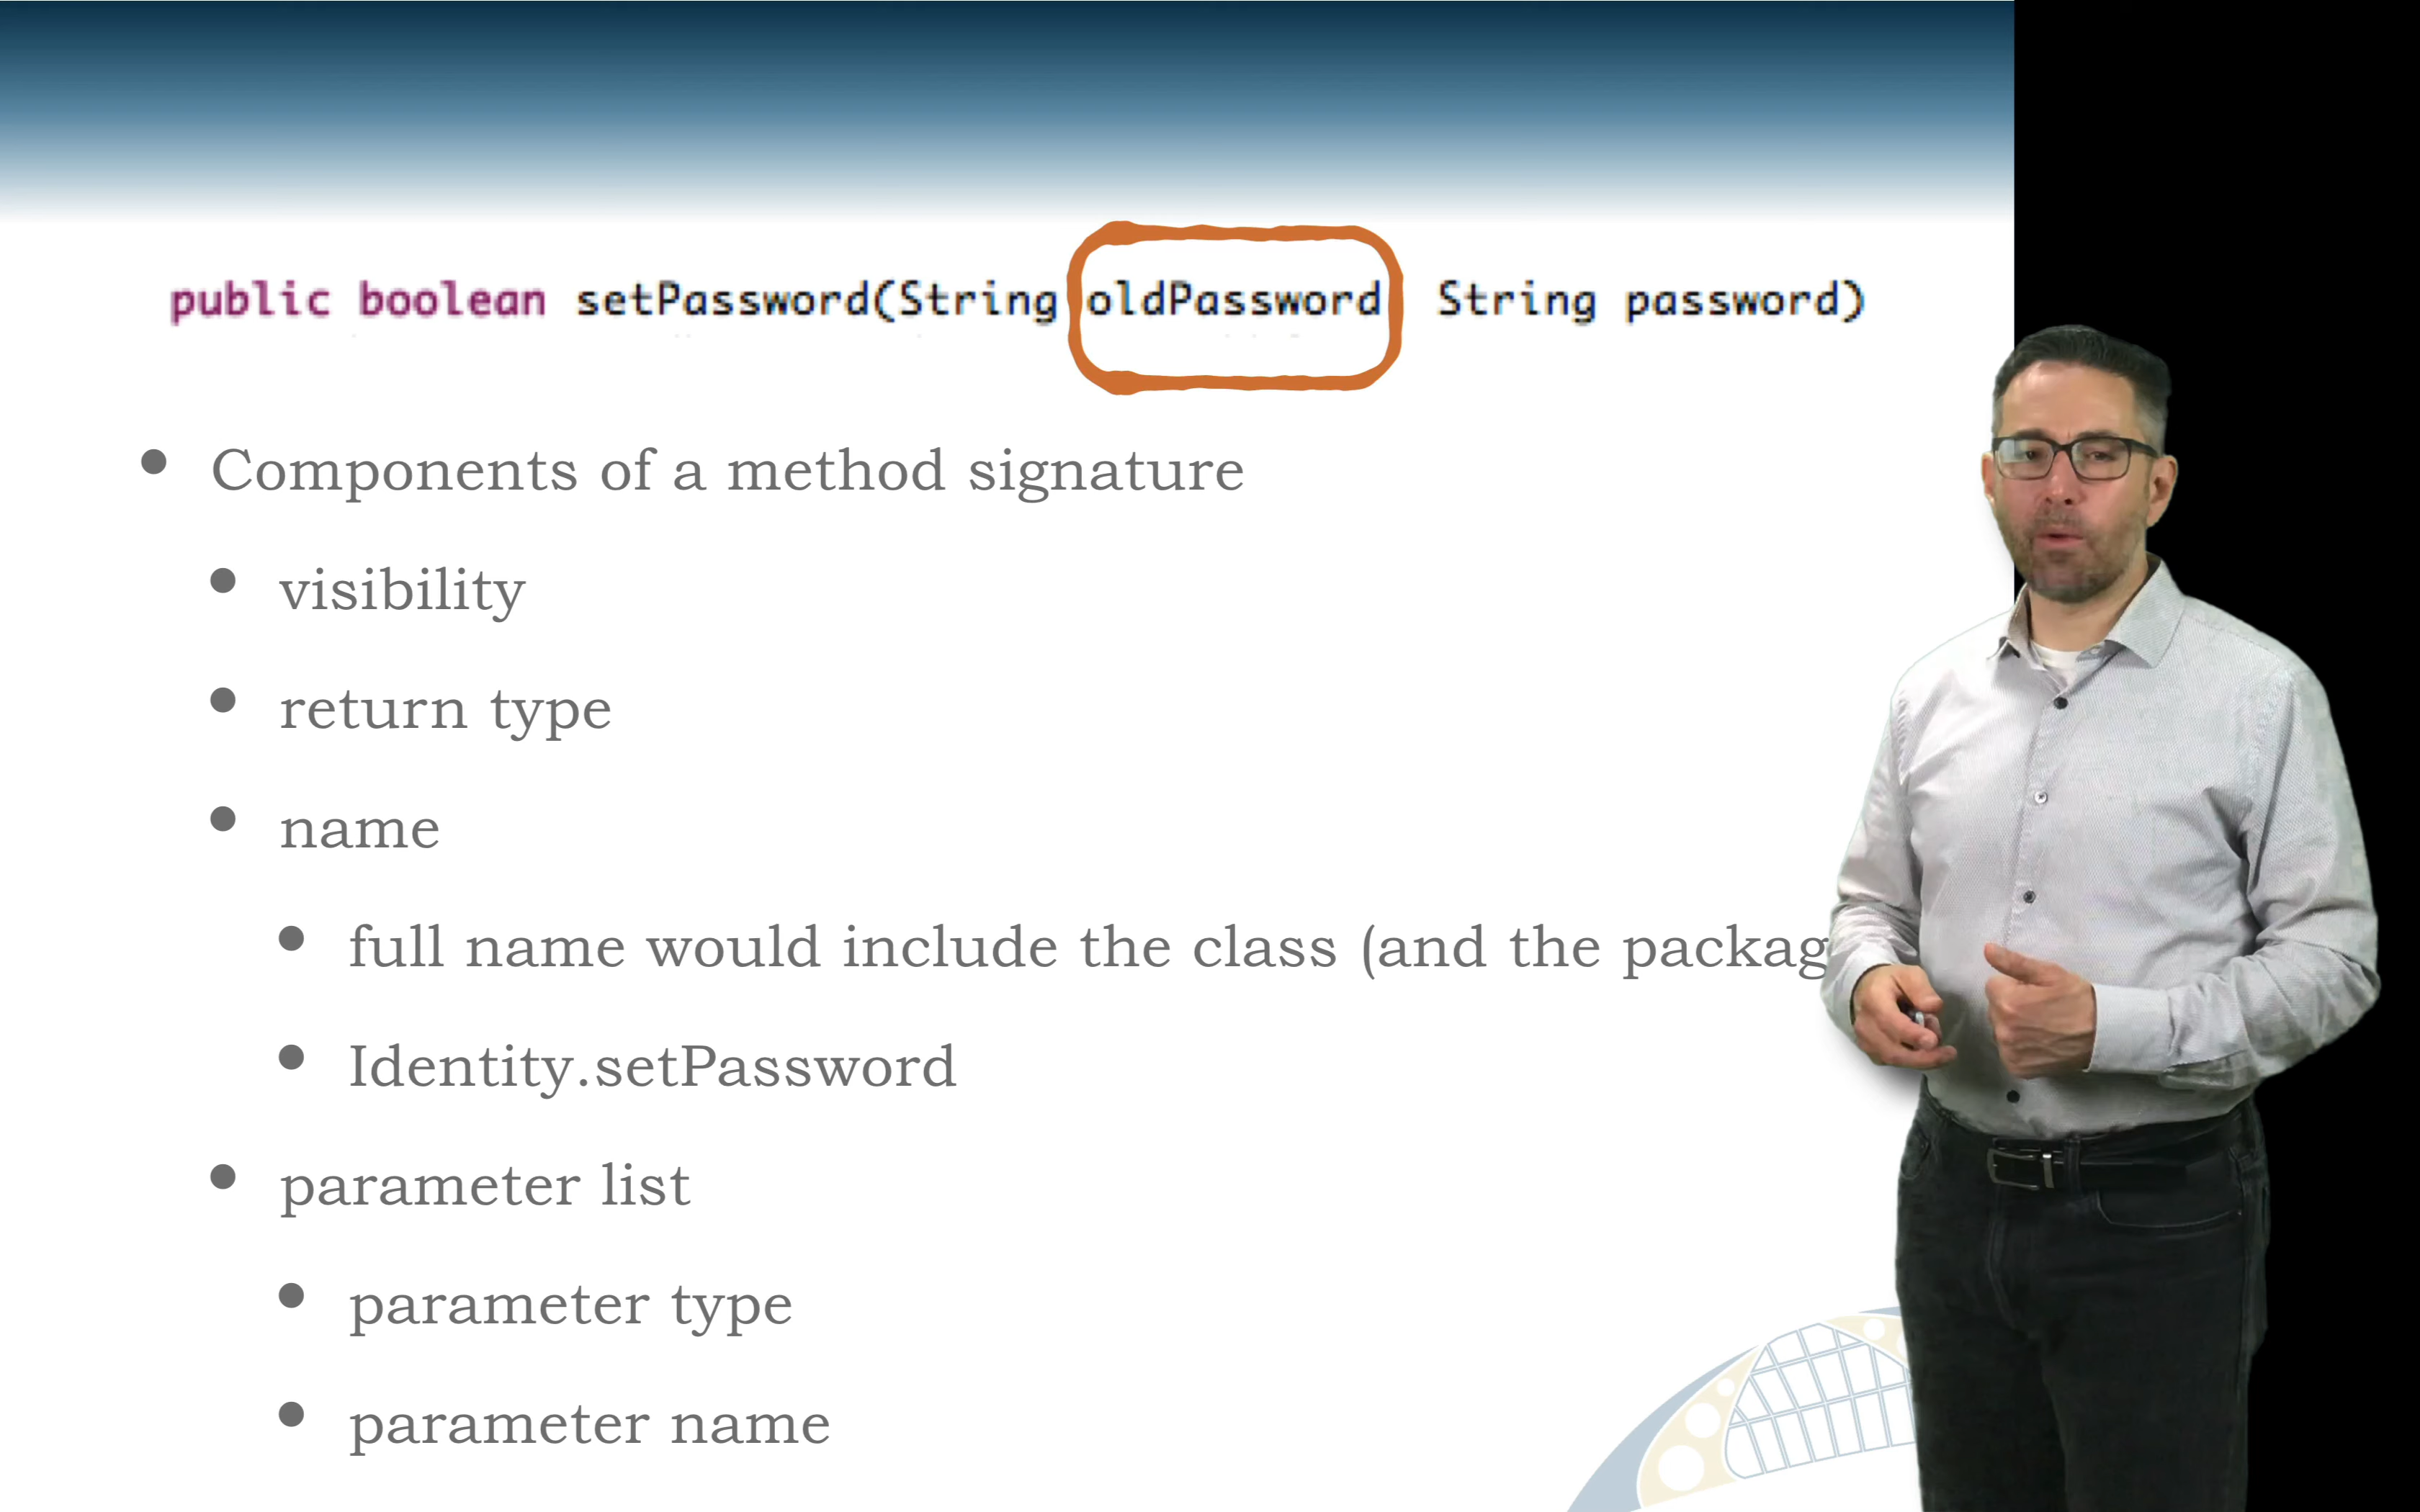 public boolean setPassword(String oldPassword String password)
Components of a method signature
visibility
return type
name
full name would include the class (and the packag
Identity.setPassword
parameter list
parameter type
parameter name